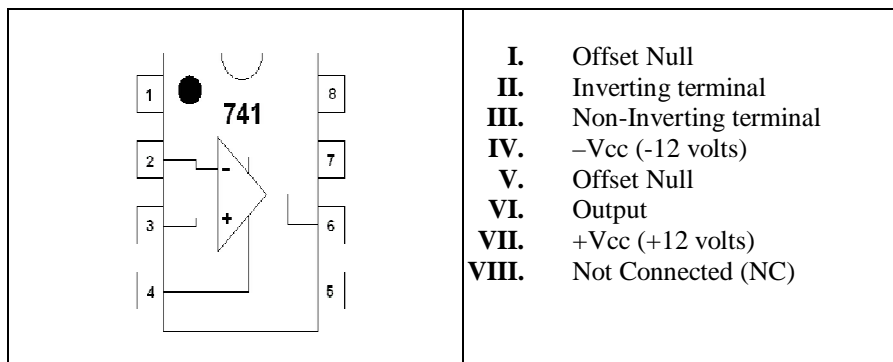 1
8
741
2
-
7
+
3
6
4
5
I. Offset Null
II. Inverting terminal
III. Non-Inverting terminal
IV. –Vcc (-12 volts)
V. Offset Null
VI. Output
VII. +Vcc (+12 volts)
VIII. Not Connected (NC)